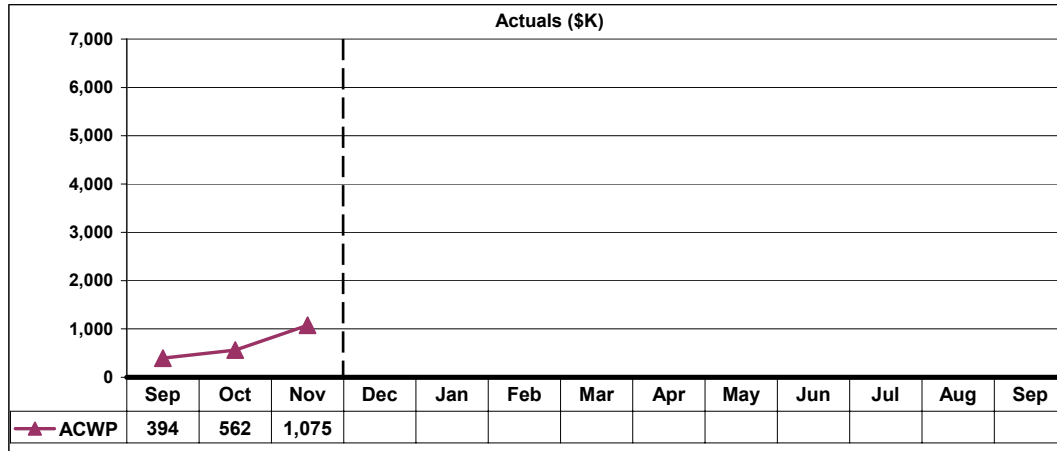 Actuals ($K)
7,000
6,000
5,000
4,000
3,000
2,000
1,000
0
Sep Oct Nov Dec Jan Feb Mar Apr May Jun Jul Aug Sep
ACWP 394 562 1,075